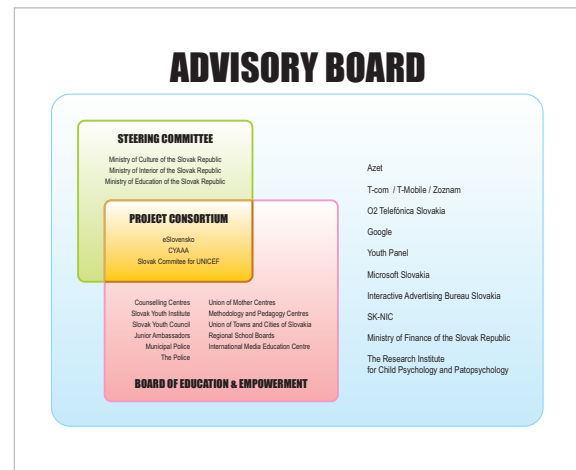 ADVISORY BOARD
STEERING COMMITTEE
Ministry of Culture of the Slovak Republic
Ministry of Interior of the Slovak Republic
Ministry of Education of the Slovak Republic
PROJECT CONSORTIUM
eSlovensko
CYAAA
Slovak Commitee for UNICEF
Counselling Centres
Slovak Youth Institute
Slovak Youth Council
Junior Ambassadors
Municipal Police
The Police
Union of Mother Centres
Methodology and Pedagogy Centres
Union of Towns and Cities of Slovakia
Regional School Boards
International Media Education Centre
BOARD OF EDUCATION & EMPOWERMENT
Azet
T-com / T-Mobile / Zoznam
O2 Telefónica Slovakia
Google
Youth Panel
Microsoft Slovakia
Interactive Advertising Bureau Slovakia
SK-NIC
Ministry of Finance of the Slovak Republic
The Research Institute
for Child Psychology and Patopsychology